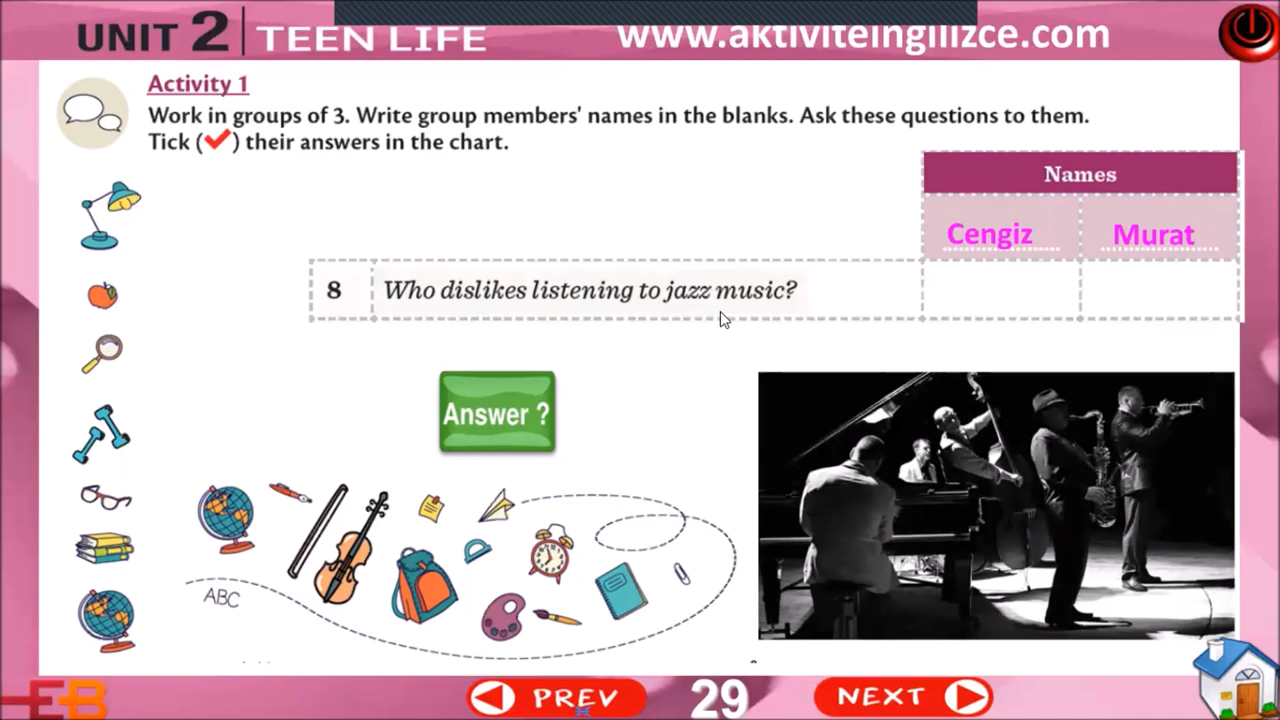 UNIT 2 TEEN LIFE
www.aktiviteingilizce.com
Activity 1
Work in groups of 3. Write group members' names in the blanks. Ask these questions to them.
Tick (✓) their answers in the chart.
Names
Cengiz Murat
8 Who dislikes listening to jazz music?
Answer ?
ABC
EB PREV 29 NEXT